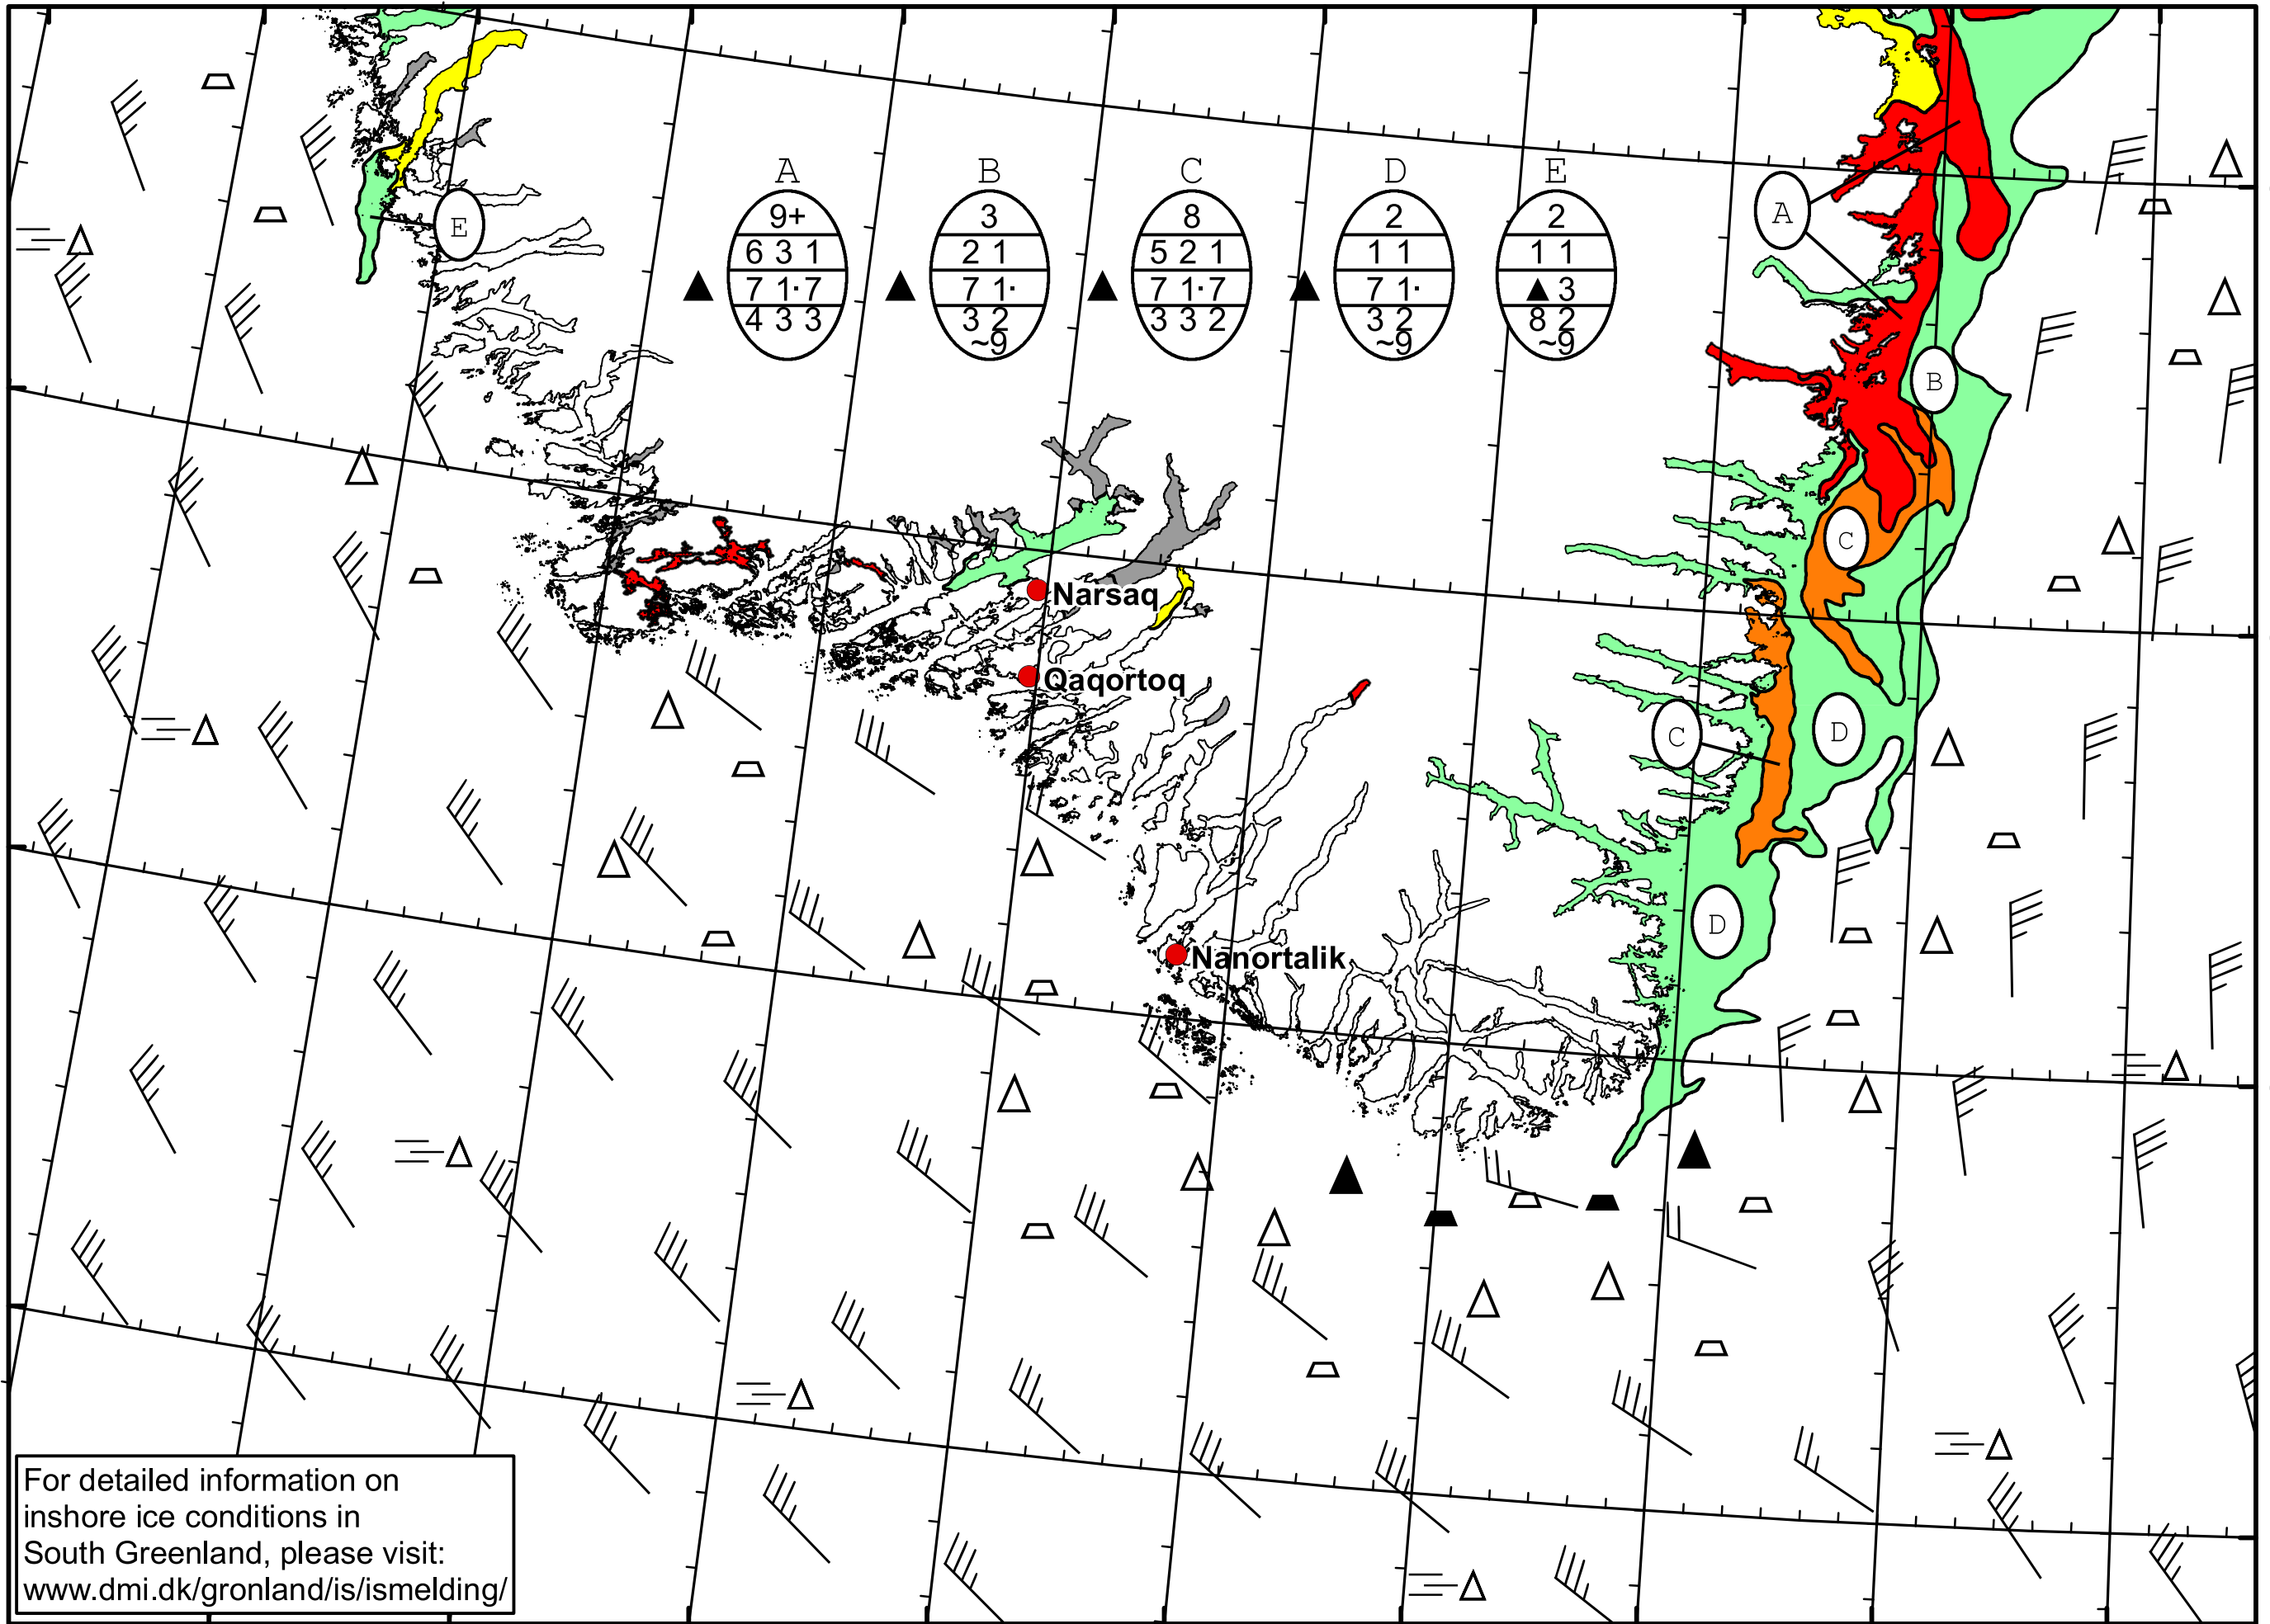 A B C D E
9+ 3 8 2 2
6 3 1 2 1 5 2 1 1 1 1 1
7 1·7 7 1· 7 1·7 7 1· ▲ 3
4 3 3 3 2 3 3 2 3 2 8 2
~9 ~9 ~9
A
E
B
C
Narsaq
Qaqortoq
C
D
D
Nanortalik
For detailed information on
inshore ice conditions in
South Greenland, please visit:
www.dmi.dk/gronland/is/ismelding/